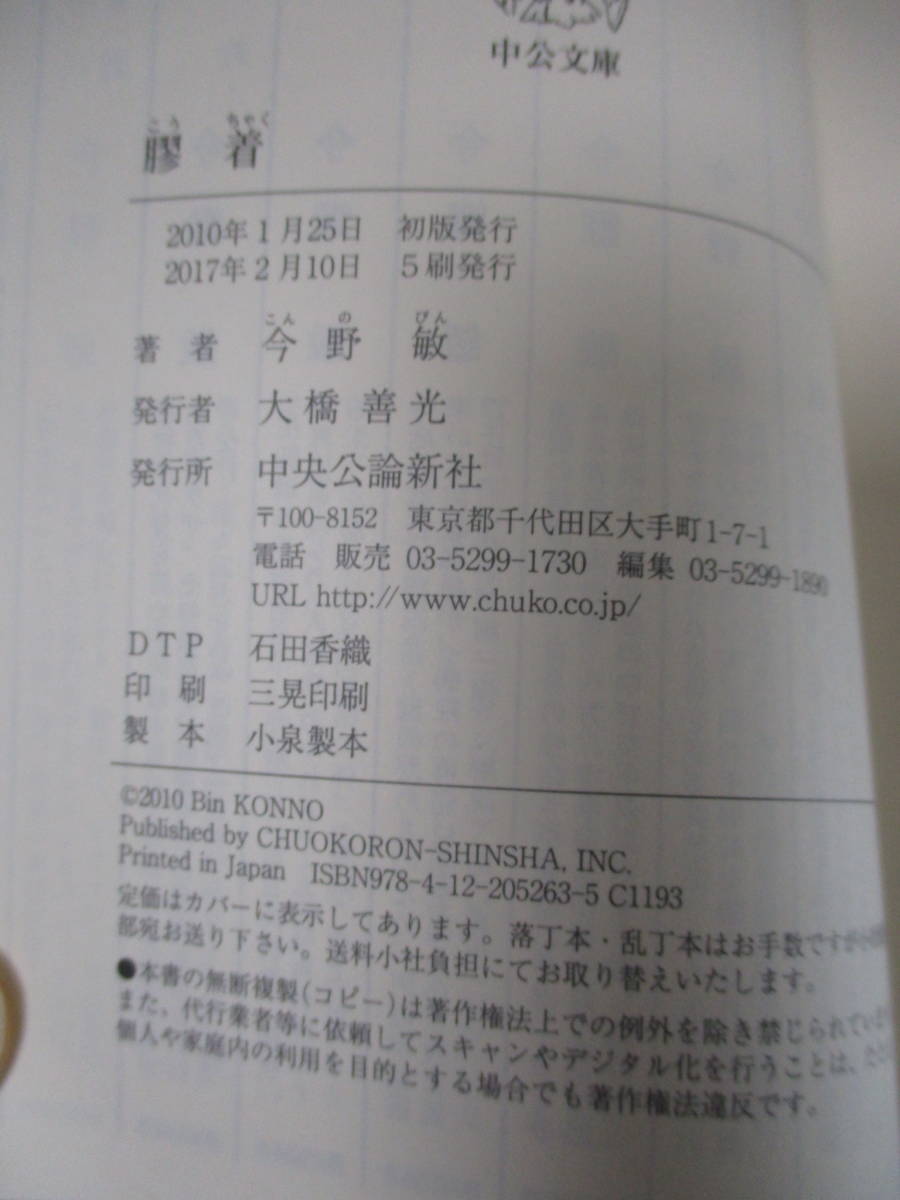 中公文庫
こう ちゃく
膠着
2010年1月25日 初版発行
2017年2月10日 5刷発行
こん の びん
著者 今野 敏
発行者 大橋善光
発行所 中央公論新社
〒100-8152 東京都千代田区大手町1-7-1
電話 販売 03-5299-1730 編集 03-5299-1890
URL http://www.chuko.co.jp/
DTP 石田香織
印刷 三晃印刷
製本 小泉製本
©2010 Bin KONNO
Published by CHUOKORON-SHINSHA, INC.
Printed in Japan ISBN978-4-12-205263-5 C1193
定価はカバーに表示してあります。落丁本・乱丁本はお手数ですが小
部宛お送り下さい。送料小社負担にてお取り替えいたします。
●本書の無断複製(コピー)は著作権法上での例外を除き禁じられてい
また、代行業者等に依頼してスキャンやデジタル化を行うことは、たと
個人や家庭内の利用を目的とする場合でも著作権法違反です。